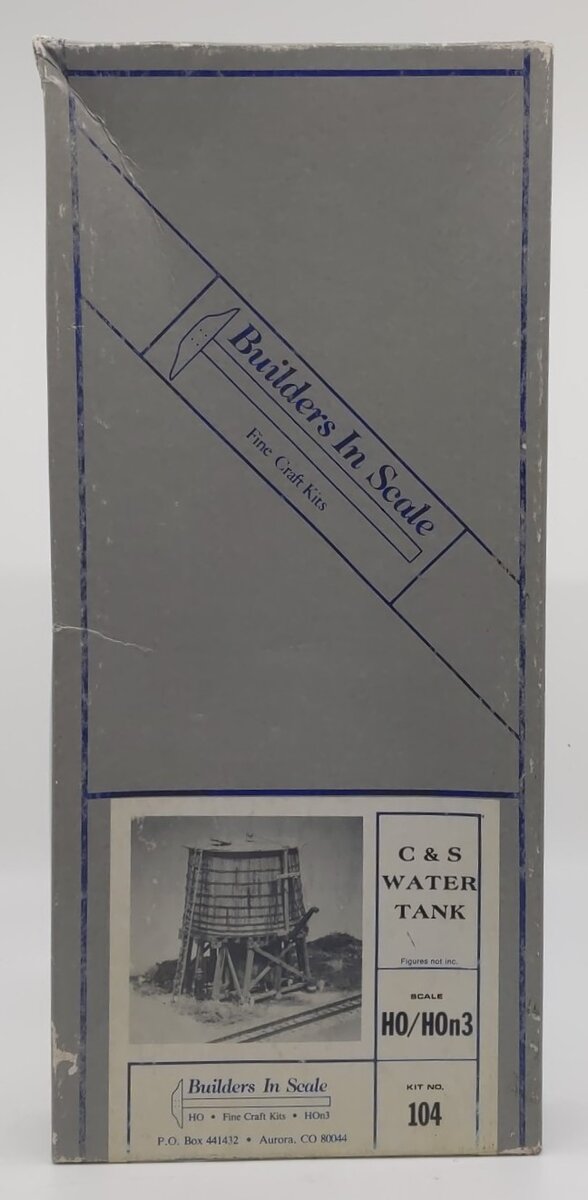 Builders In Scale
Fine Craft Kits
C & S
WATER
TANK
Figures not inc.
SCALE
HO/HOn3
Builders In Scale
HO • Fine Craft Kits • HOn3
P.O. Box 441432 • Aurora, CO 80044
KIT NO.
104